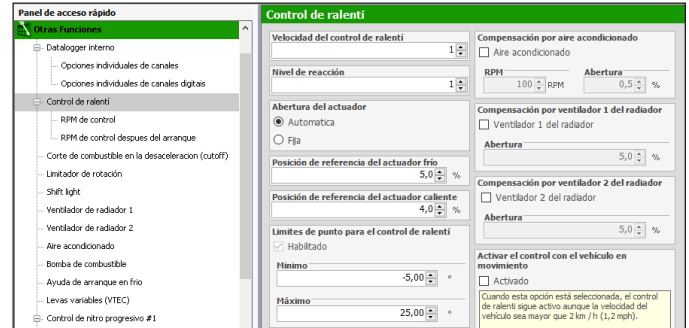 Panel de acceso rápido
Otras Funciones
Datalogger interno
Opciones individuales de canales
Opciones individuales de canales digitais
Control de ralentí
RPM de control
RPM de control despues del arranque
Corte de combustible en la desaceleracion (cutoff)
Limitador de rotación
Shift light
Ventilador de radiador 1
Ventilador de radiador 2
Aire acondicionado
Bomba de combustible
Ayuda de arranque en frio
Levas variables (VTEC)
Control de nitro progresivo #1
Control de ralentí
Velocidad del control de ralentí
1
Nivel de reacción
1
Abertura del actuador
Automatica
Fija
Posición de referencia del actuador frío
5,0 %
Posición de referencia del actuador caliente
4,0 %
Limites de punto para el control de ralentí
Habilitado
Minimo
-5,00 °
Máximo
25,00 °
Compensación por aire acondicionado
Aire acondicionado
RPM Abertura
100 RPM 0,5 %
Compensación por ventilador 1 del radiador
Ventilador 1 del radiador
Abertura
5,0 %
Compensación por ventilador 2 del radiador
Ventilador 2 del radiador
Abertura
5,0 %
Activar el control con el vehículo en
movimiento
Activado
Cuando esta opción está seleccionada, el control
de ralenti sigue activo aunque la velocidad del
vehículo sea mayor que 2 km / h (1,2 mph).